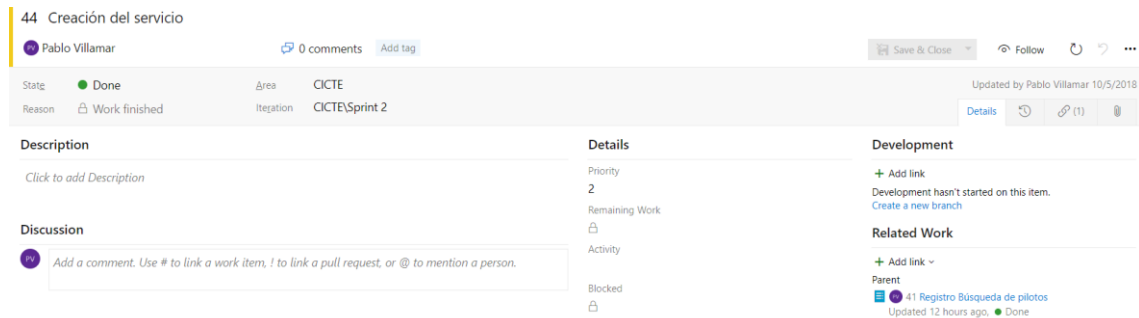 44 Creación del servicio
PV Pablo Villamar 0 comments Add tag Save & Close Follow
State Done Area CICTE Updated by Pablo Villamar 10/5/2018
Reason Work finished Iteration CICTE\Sprint 2 Details (1)
Description
Click to add Description
Discussion
PV Add a comment. Use # to link a work item, ! to link a pull request, or @ to mention a person.
Details
Priority
2
Remaining Work
Activity
Blocked
Development
+ Add link
Development hasn't started on this item.
Create a new branch
Related Work
+ Add link
Parent
PV 41 Registro Búsqueda de pilotos
Updated 12 hours ago, Done